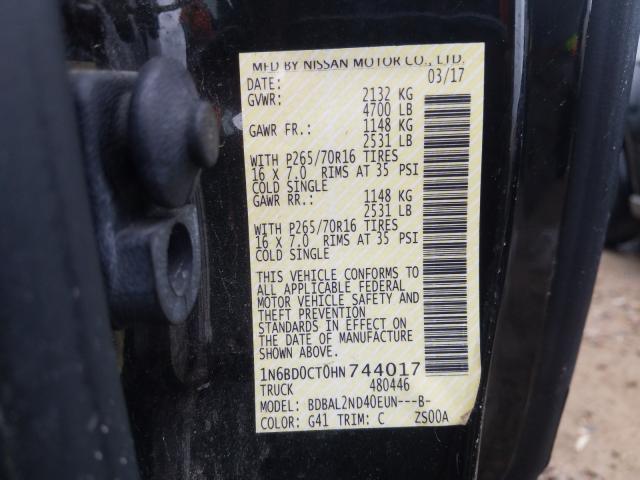 MFD BY NISSAN MOTOR CO., LTD.
DATE: 03/17
GVWR: 2132 KG
4700 LB
GAWR FR.: 1148 KG
2531 LB
WITH P265/70R16 TIRES
16 X 7.0 RIMS AT 35 PSI
COLD SINGLE
GAWR RR.: 1148 KG
2531 LB
WITH P265/70R16 TIRES
16 X 7.0 RIMS AT 35 PSI
COLD SINGLE
THIS VEHICLE CONFORMS TO
ALL APPLICABLE FEDERAL
MOTOR VEHICLE SAFETY AND
THEFT PREVENTION
STANDARDS IN EFFECT ON
THE DATE OF MANUFACTURE
SHOWN ABOVE.
1N6BD0CT0HN744017
TRUCK 480446
MODEL: BDBAL2ND40EUN---B-
COLOR: G41 TRIM: C ZS00A